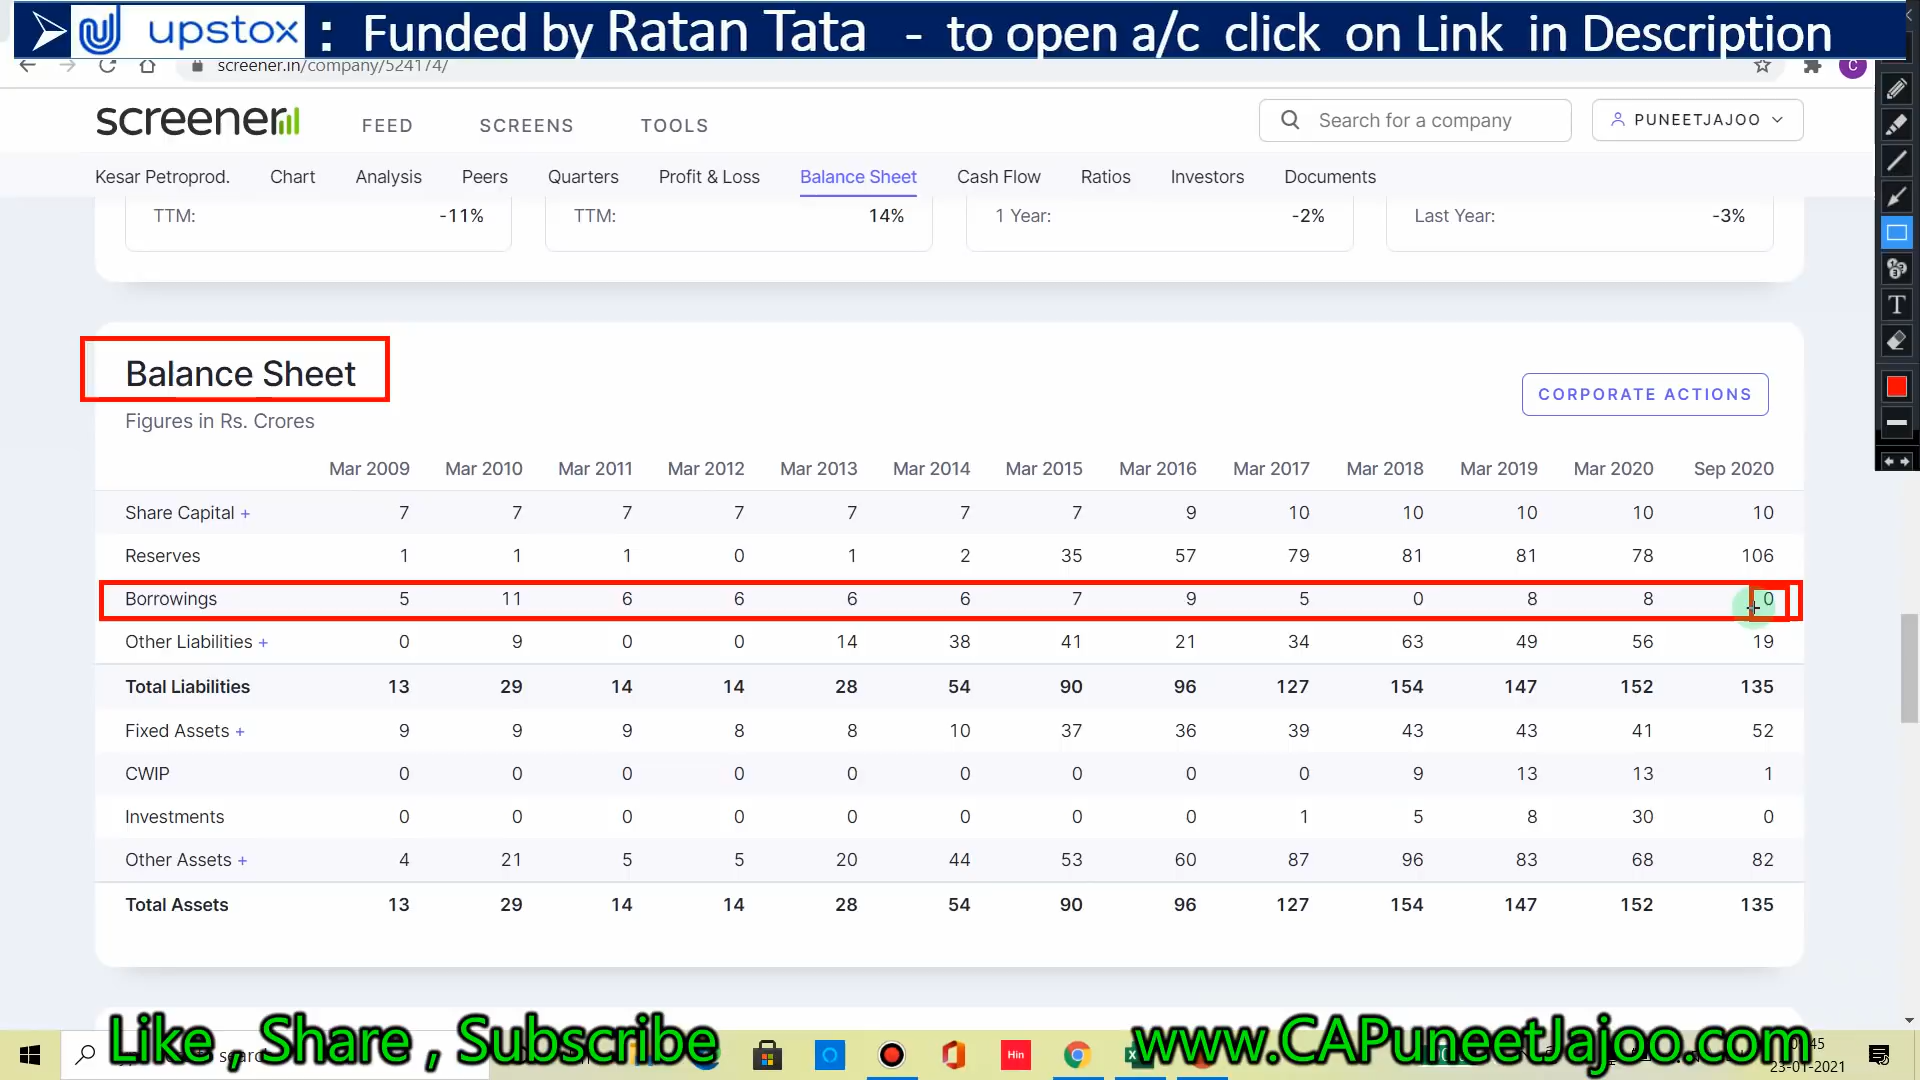 upstox : Funded by Ratan Tata - to open a/c click on Link in Description
screener.in/company/524174/
C
screener FEED SCREENS TOOLS Search for a company PUNEETJAJOO
Kesar Petroprod. Chart Analysis Peers Quarters Profit & Loss Balance Sheet Cash Flow Ratios Investors Documents
TTM: -11% TTM: 14% 1 Year: -2% Last Year: -3%
Balance Sheet
Figures in Rs. Crores
CORPORATE ACTIONS
Mar 2009 Mar 2010 Mar 2011 Mar 2012 Mar 2013 Mar 2014 Mar 2015 Mar 2016 Mar 2017 Mar 2018 Mar 2019 Mar 2020 Sep 2020
Share Capital + 7 7 7 7 7 7 7 9 10 10 10 10 10
Reserves 1 1 1 0 1 2 35 57 79 81 81 78 106
Borrowings 5 11 6 6 6 6 7 9 5 0 8 8 0
Other Liabilities + 0 9 0 0 14 38 41 21 34 63 49 56 19
Total Liabilities 13 29 14 14 28 54 90 96 127 154 147 152 135
Fixed Assets + 9 9 9 8 8 10 37 36 39 43 43 41 52
CWIP 0 0 0 0 0 0 0 0 0 9 13 13 1
Investments 0 0 0 0 0 0 0 0 1 5 8 30 0
Other Assets + 4 21 5 5 20 44 53 60 87 96 83 68 82
Total Assets 13 29 14 14 28 54 90 96 127 154 147 152 135
Like , Share , Subscribe www.CAPuneetJajoo.com
Hin
23-01-2021